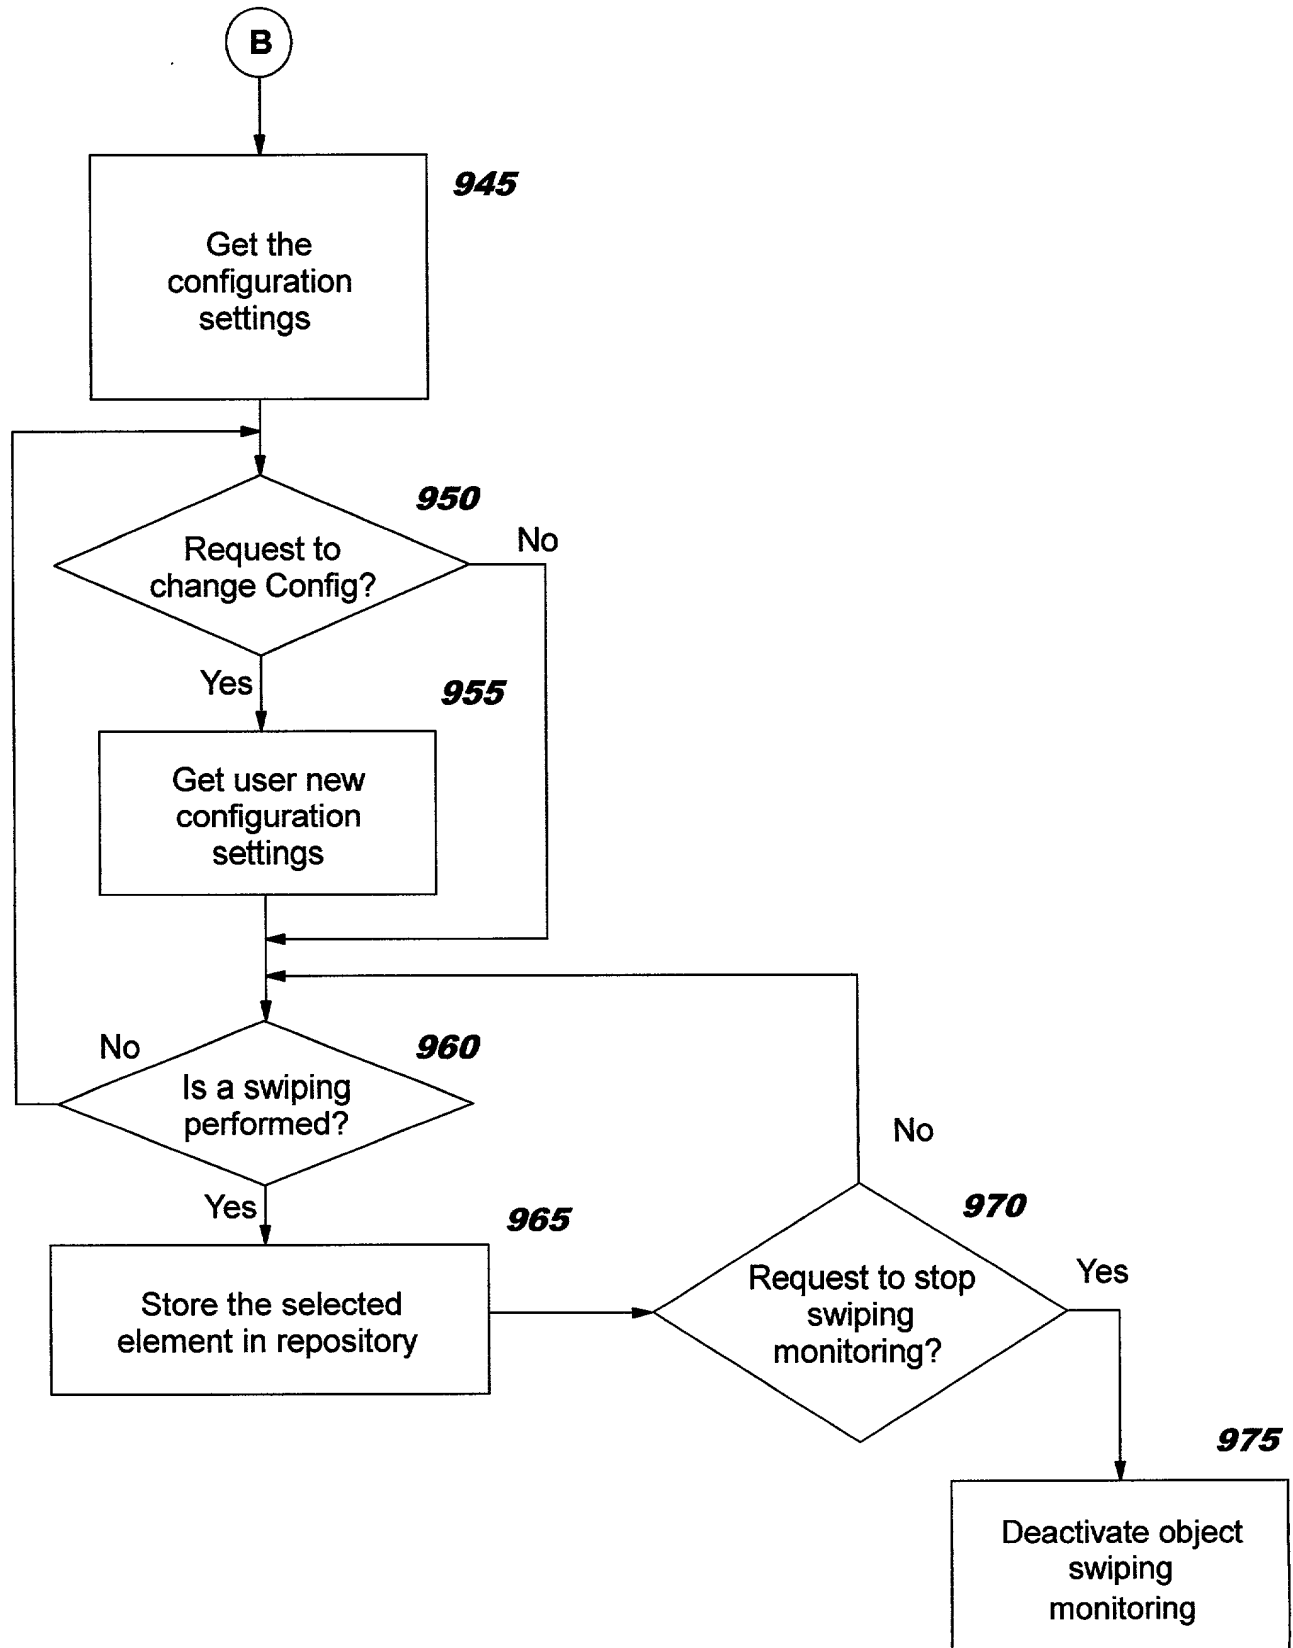 B
945
Get the
configuration
settings
950
No
Request to
change Config?
Yes
955
Get user new
configuration
settings
No
960
Is a swiping
performed?
No
Yes
965
970
Store the selected
element in repository
Request to stop
swiping
monitoring?
Yes
975
Deactivate object
swiping
monitoring